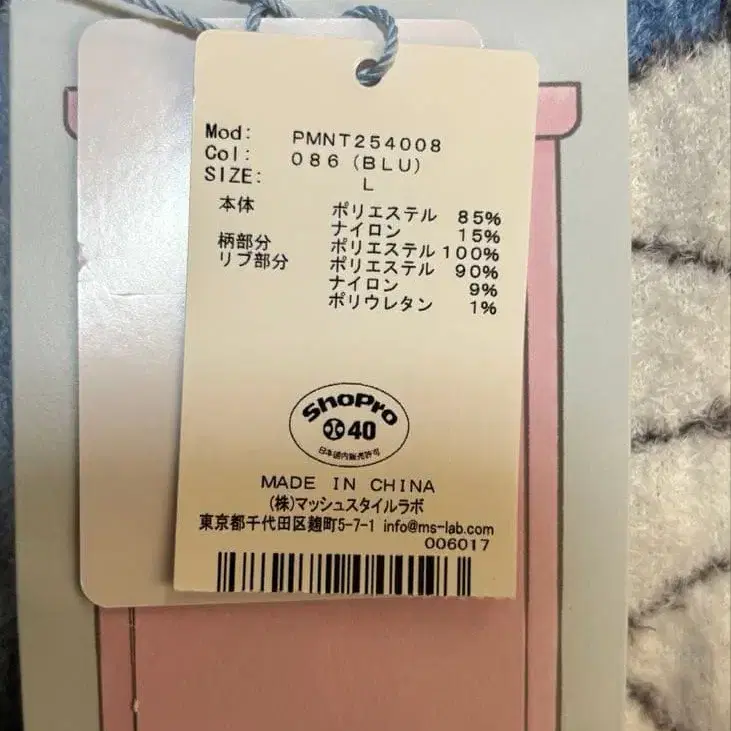 Mod: PMNT254008
Col: 086 (BLU)
SIZE: L
本体 ポリエステル 85%
ナイロン 15%
柄部分 ポリエステル 100%
リブ部分 ポリエステル 90%
ナイロン 9%
ポリウレタン 1%
ShoPro
40
日本国内販売許可
MADE IN CHINA
(株)マッシュスタイルラボ
東京都千代田区麹町5-7-1 info@ms-lab.com
006017